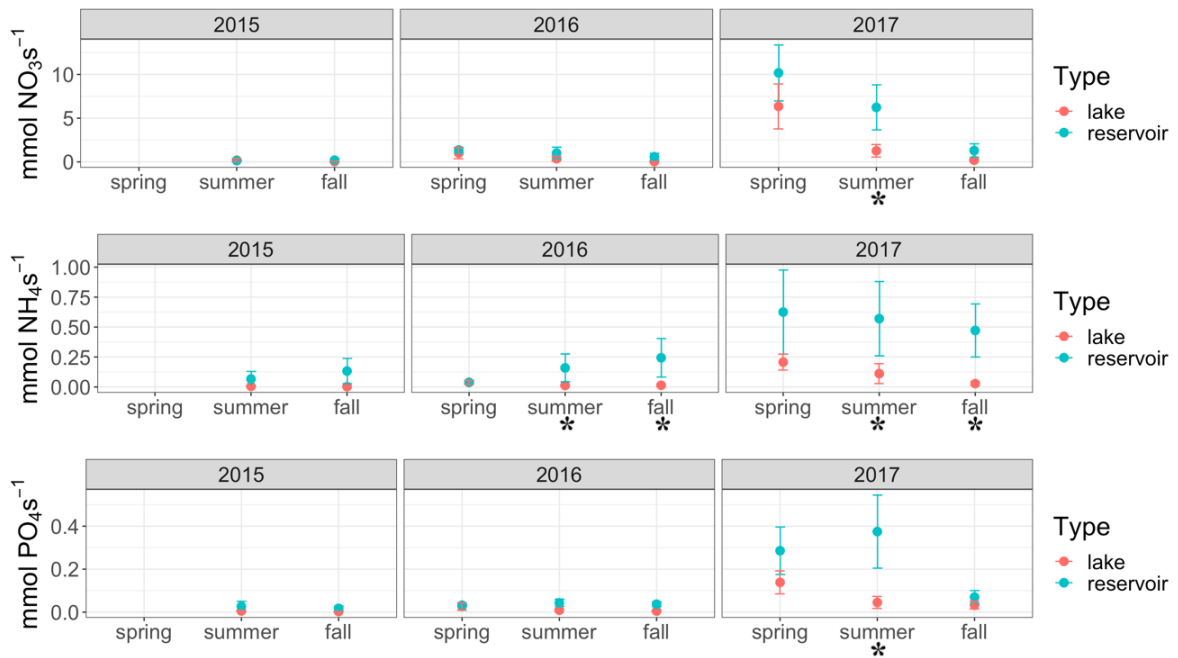 2015 2016 2017
mmol NO₃s⁻¹
10
5
0
spring summer fall spring summer fall spring summer fall
*
Type
lake
reservoir
2015 2016 2017
mmol NH₄s⁻¹
1.00
0.75
0.50
0.25
0.00
spring summer fall spring summer fall spring summer fall
* * * *
Type
lake
reservoir
2015 2016 2017
mmol PO₄s⁻¹
0.4
0.2
0.0
spring summer fall spring summer fall spring summer fall
*
Type
lake
reservoir